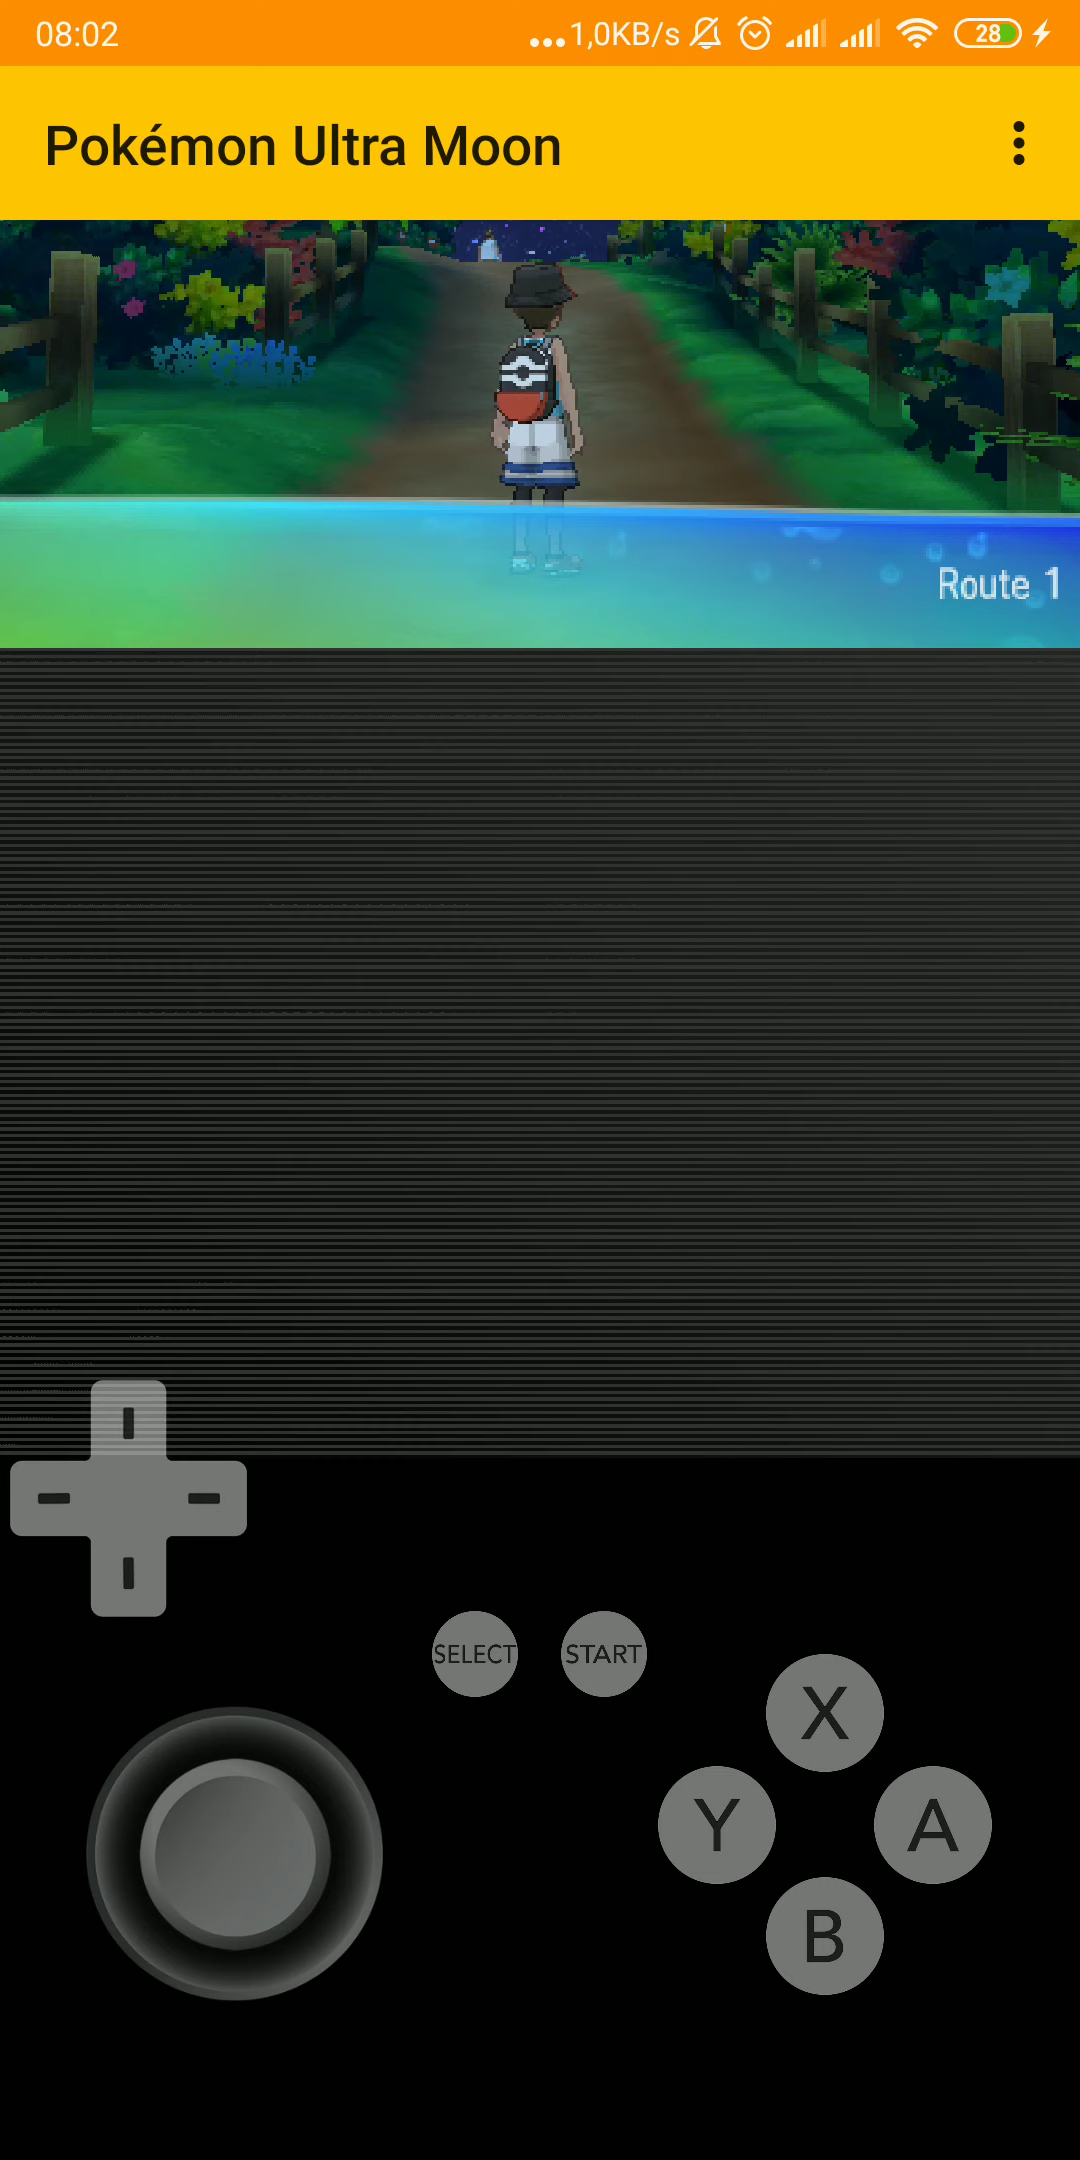 08:02
...1,0KB/s
28
Pokémon Ultra Moon
Route 1
SELECT START
X
Y A
B